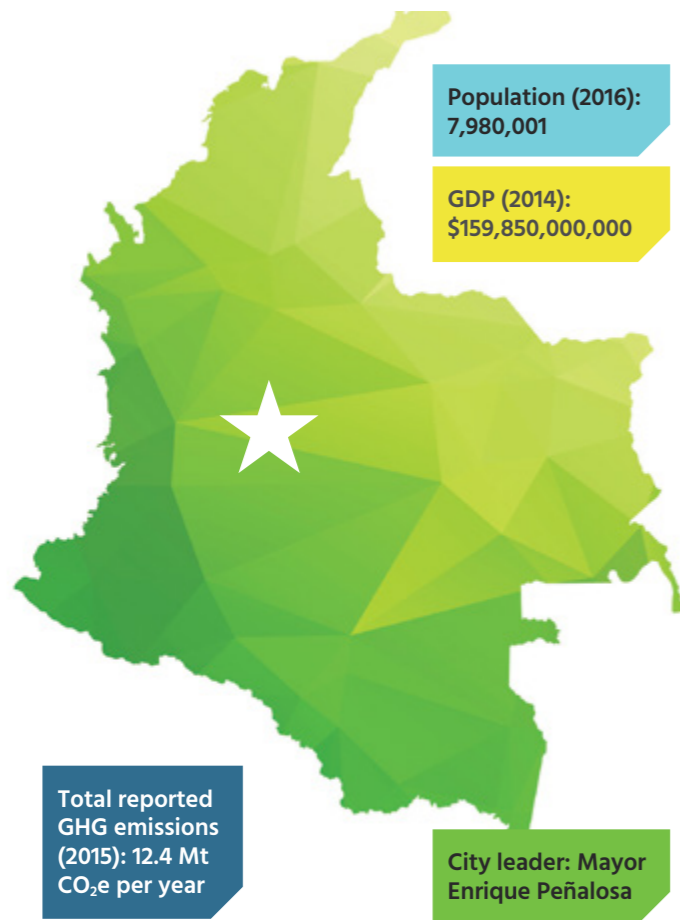 Population (2016):
7,980,001
GDP (2014):
$159,850,000,000
Total reported
GHG emissions
(2015): 12.4 Mt
CO₂e per year
City leader: Mayor
Enrique Peñalosa